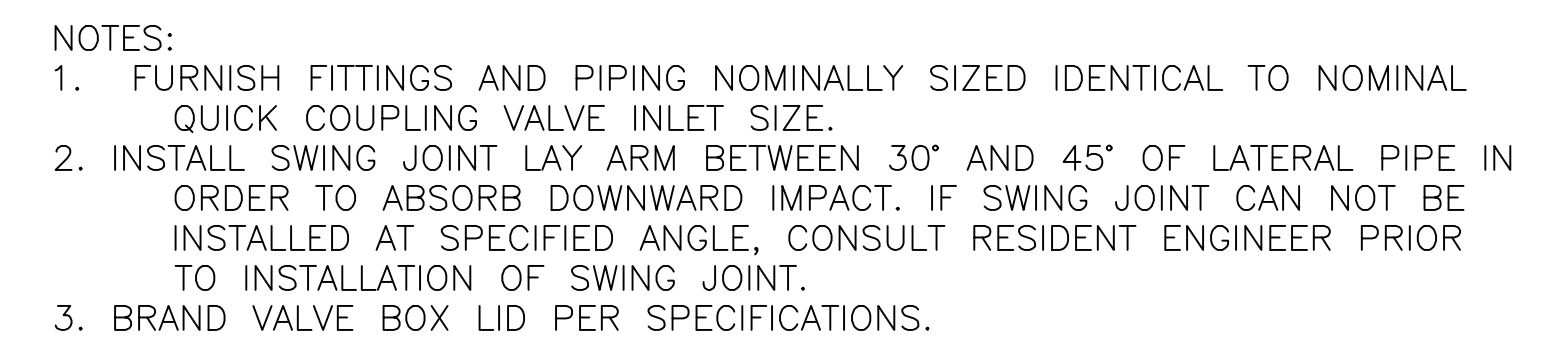 NOTES:
1. FURNISH FITTINGS AND PIPING NOMINALLY SIZED IDENTICAL TO NOMINAL
QUICK COUPLING VALVE INLET SIZE.
2. INSTALL SWING JOINT LAY ARM BETWEEN 30° AND 45° OF LATERAL PIPE IN
ORDER TO ABSORB DOWNWARD IMPACT. IF SWING JOINT CAN NOT BE
INSTALLED AT SPECIFIED ANGLE, CONSULT RESIDENT ENGINEER PRIOR
TO INSTALLATION OF SWING JOINT.
3. BRAND VALVE BOX LID PER SPECIFICATIONS.